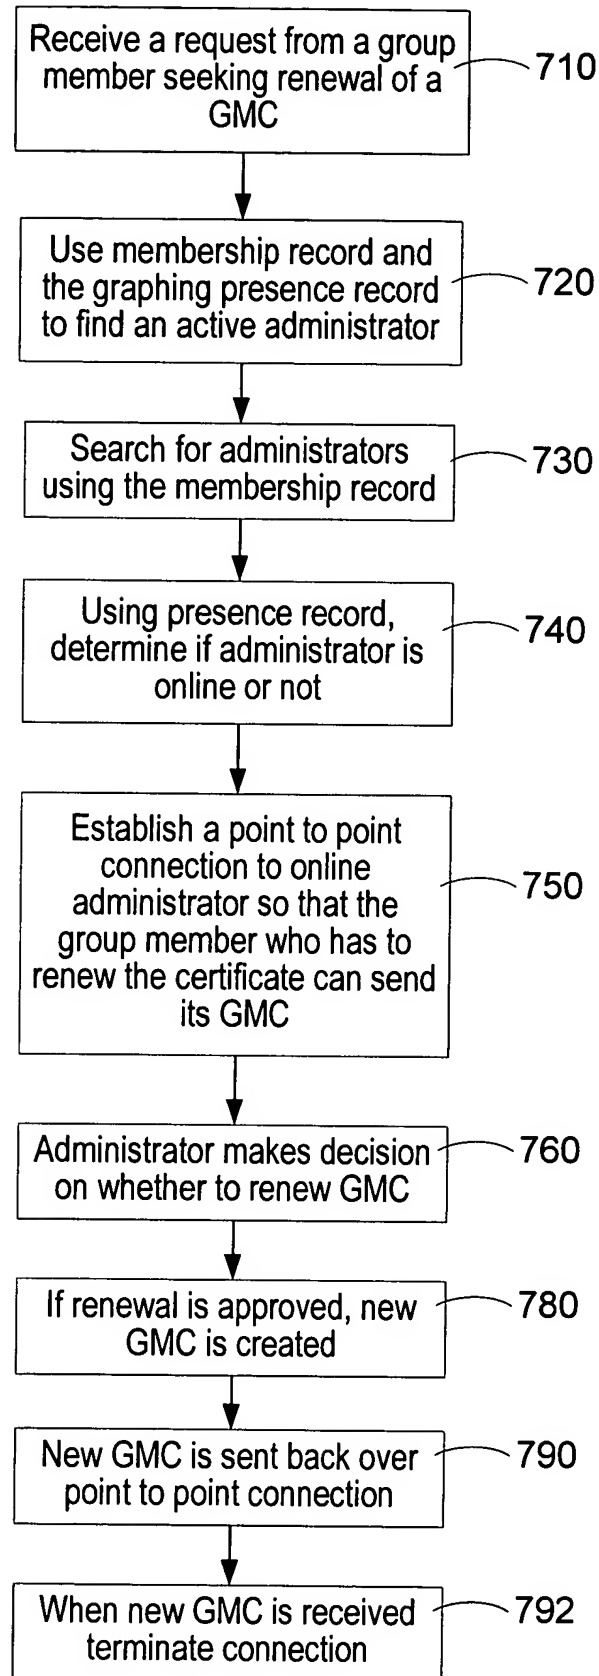 Receive a request from a group
member seeking renewal of a
GMC
710
Use membership record and
the graphing presence record
to find an active administrator
720
Search for administrators
using the membership record
730
Using presence record,
determine if administrator is
online or not
740
Establish a point to point
connection to online
administrator so that the
group member who has to
renew the certificate can send
its GMC
750
Administrator makes decision
on whether to renew GMC
760
If renewal is approved, new
GMC is created
780
New GMC is sent back over
point to point connection
790
When new GMC is received
terminate connection
792